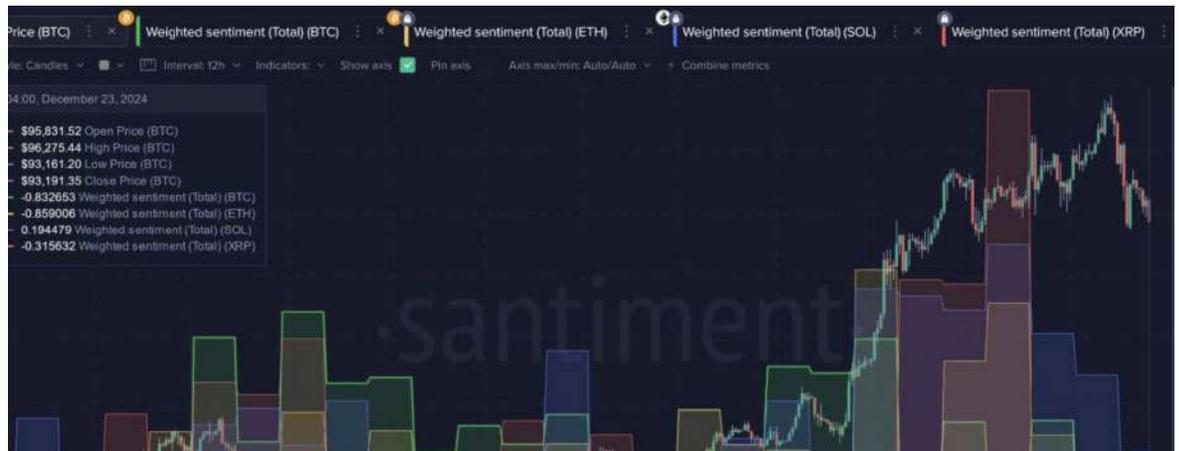 Price (BTC) Weighted sentiment (Total) (BTC) Weighted sentiment (Total) (ETH) Weighted sentiment (Total) (SOL) Weighted sentiment (Total) (XRP)
Candles Interval: 12h Indicators: Show axis Pin axis Axis max/min: Auto/Auto + Combine metrics
04:00, December 23, 2024
$95,831.52 Open Price (BTC)
$96,275.44 High Price (BTC)
$93,161.20 Low Price (BTC)
$93,191.35 Close Price (BTC)
-0.832653 Weighted sentiment (Total) (BTC)
-0.859006 Weighted sentiment (Total) (ETH)
0.194479 Weighted sentiment (Total) (SOL)
-0.315632 Weighted sentiment (Total) (XRP)
·santiment·